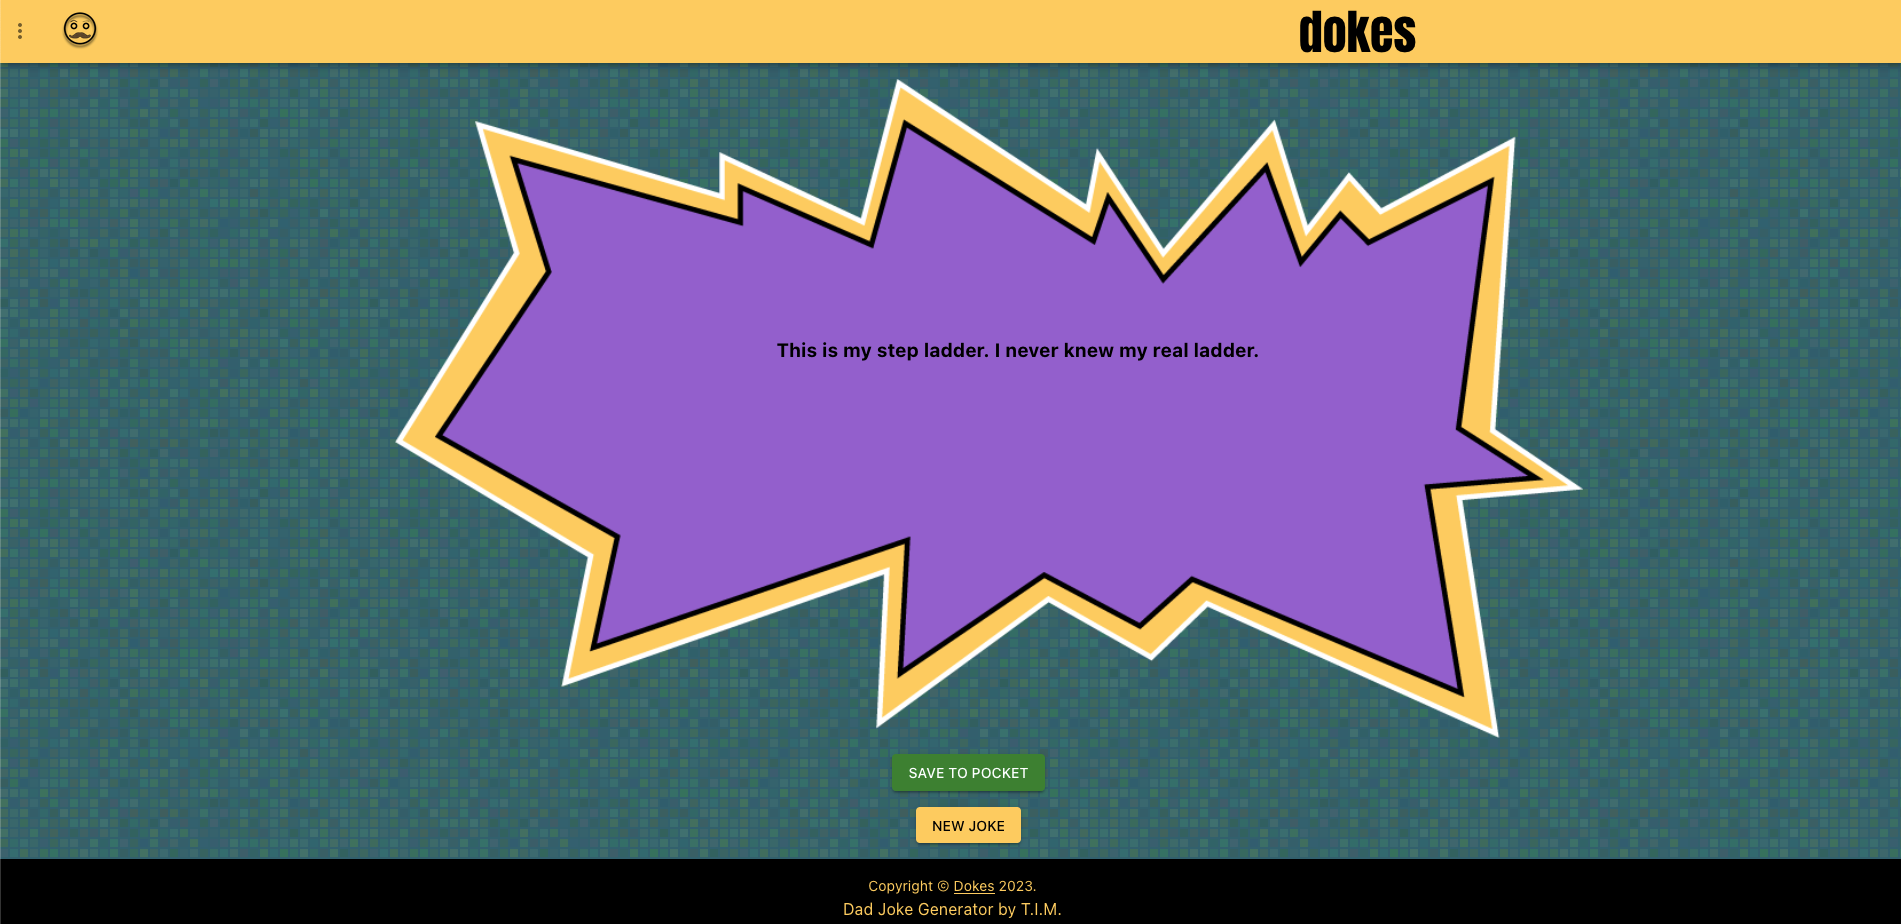 dokes
This is my step ladder. I never knew my real ladder.
SAVE TO POCKET
NEW JOKE
Copyright © Dokes 2023.
Dad Joke Generator by T.I.M.